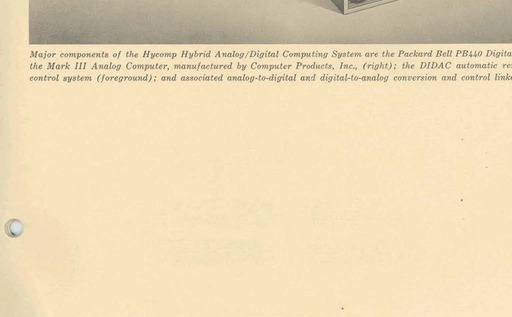 Major components of the Hycomp Hybrid Analog/Digital Computing System are the Packard Bell PB440 Digita
the Mark III Analog Computer, manufactured by Computer Products, Inc., (right); the DIDAC automatic re
control system (foreground); and associated analog-to-digital and digital-to-analog conversion and control link